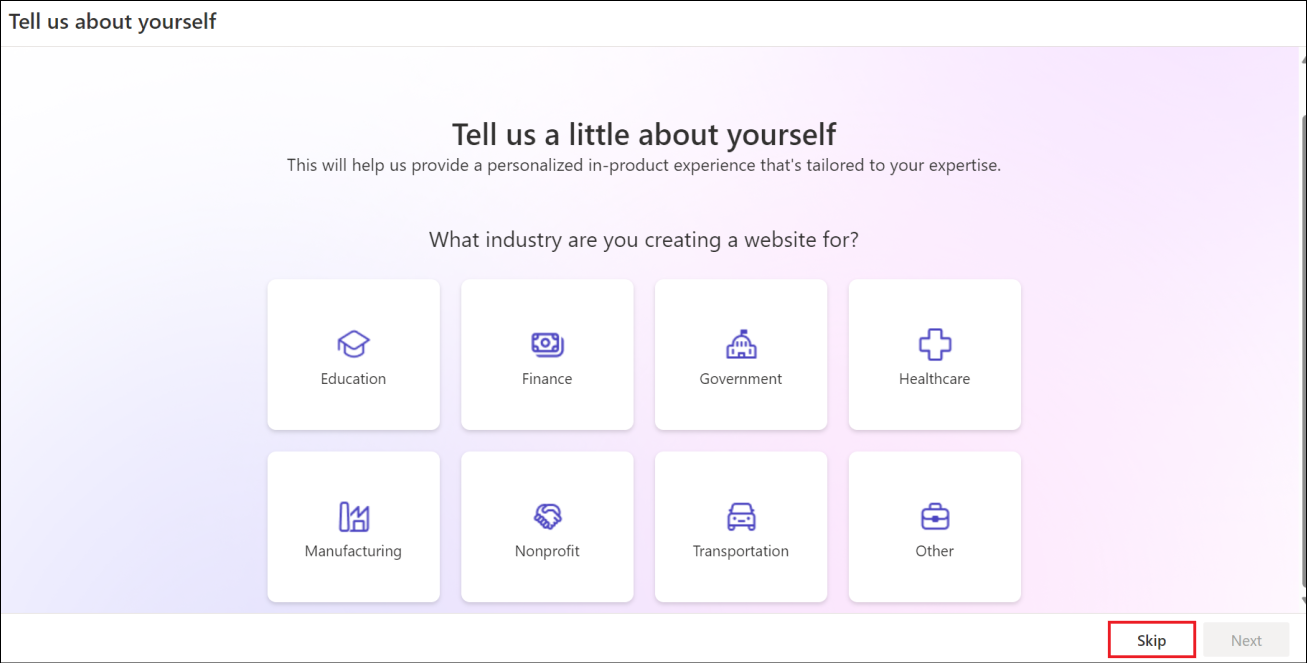 Tell us about yourself
Tell us a little about yourself
This will help us provide a personalized in-product experience that's tailored to your expertise.
What industry are you creating a website for?
Education
Finance
Government
Healthcare
Manufacturing
Nonprofit
Transportation
Other
Skip
Next